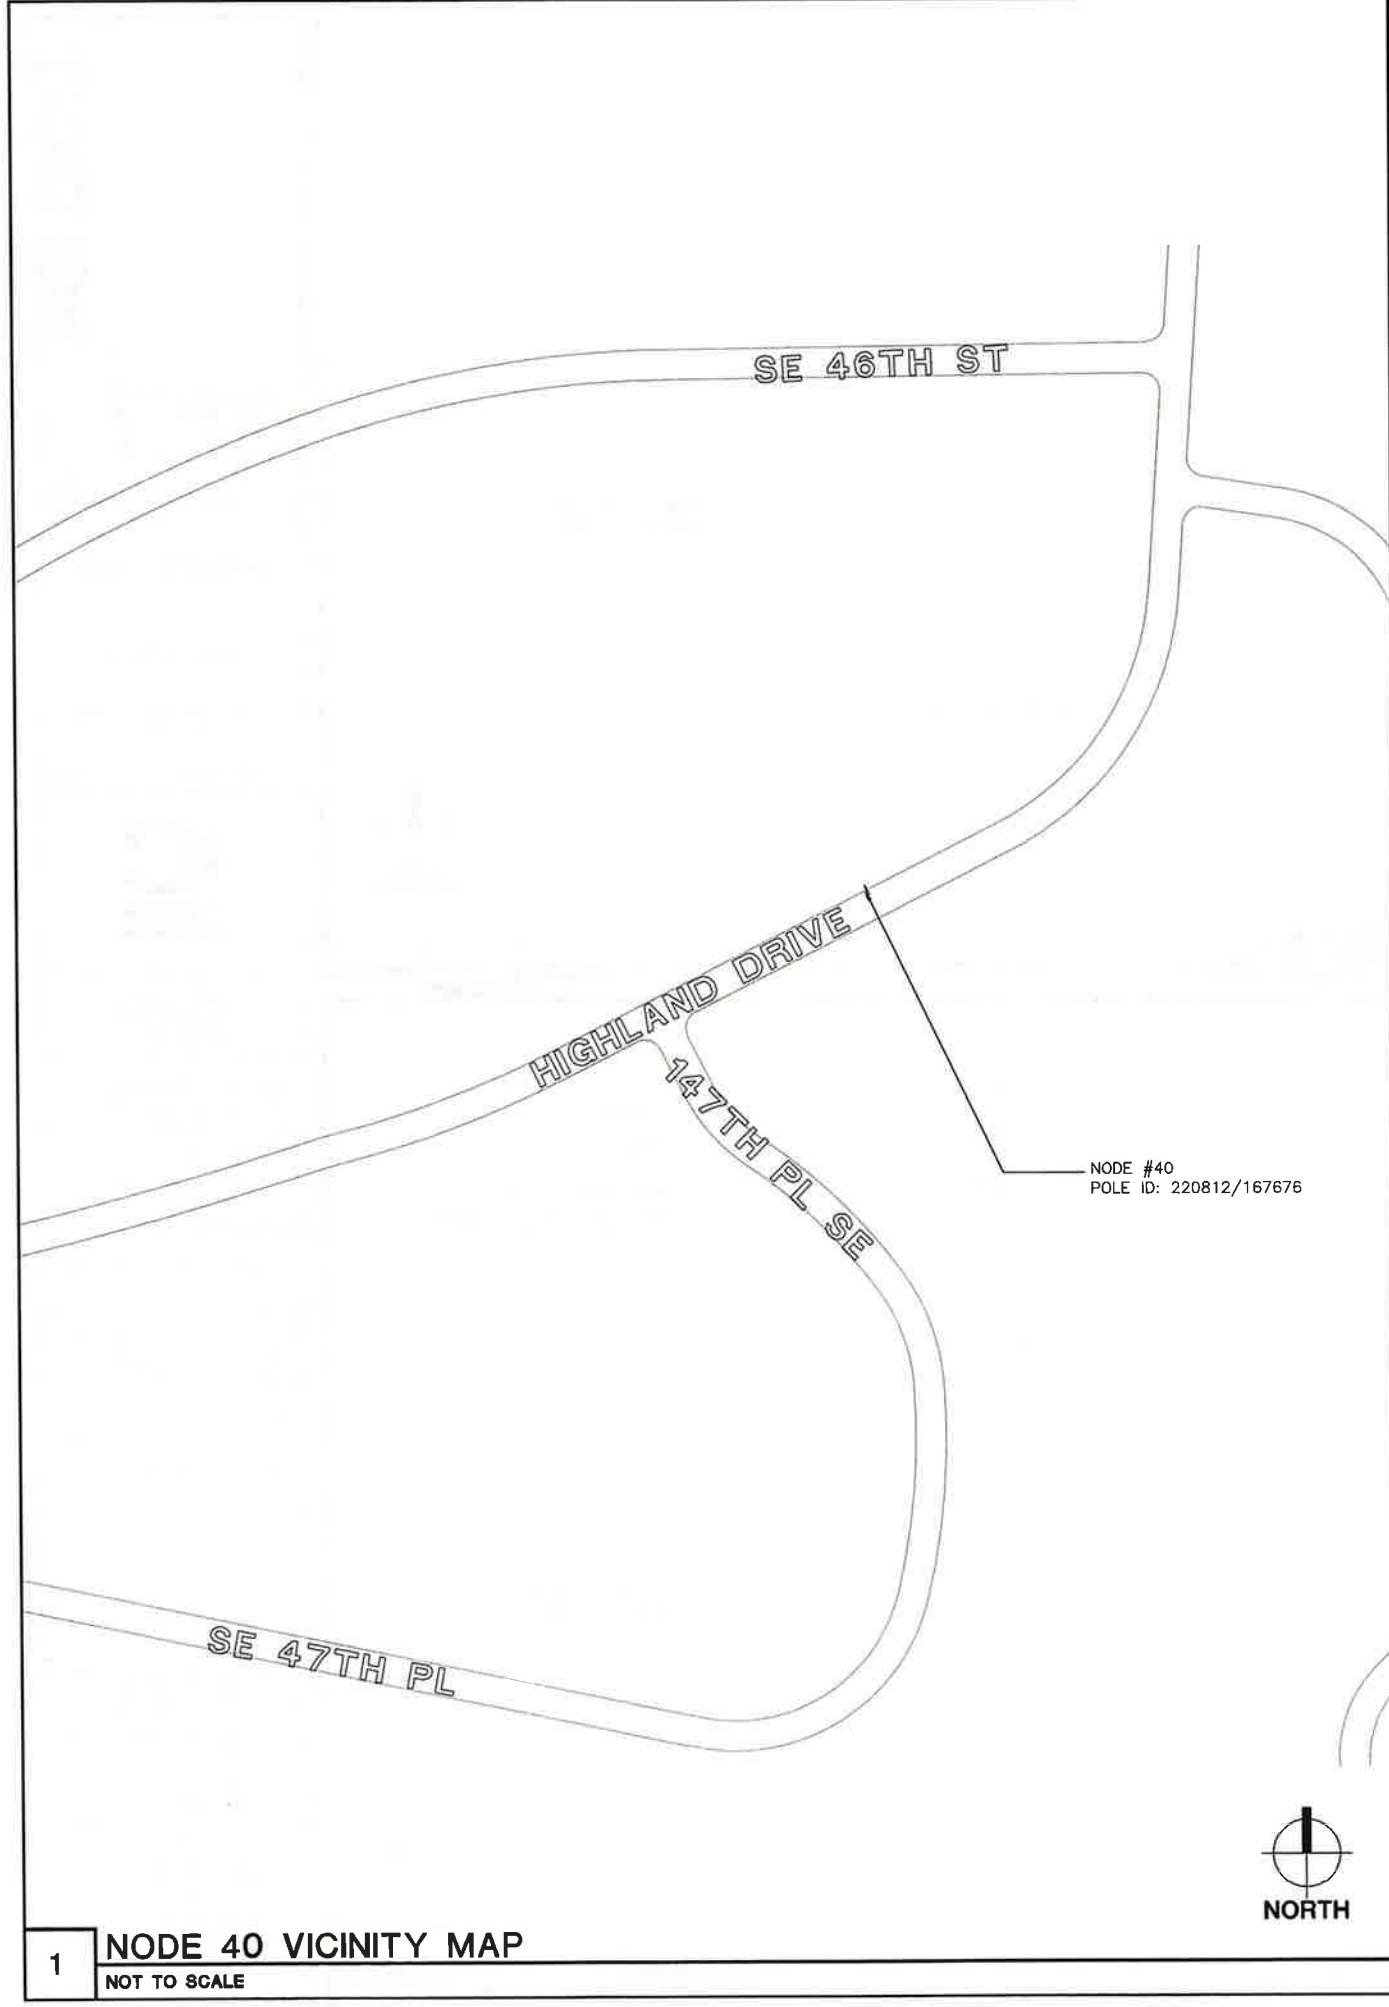 SE 46TH ST
HIGHLAND DRIVE
147TH PL SE
NODE #40
POLE ID: 220812/167676
SE 47TH PL
NORTH
1
NODE 40 VICINITY MAP
NOT TO SCALE